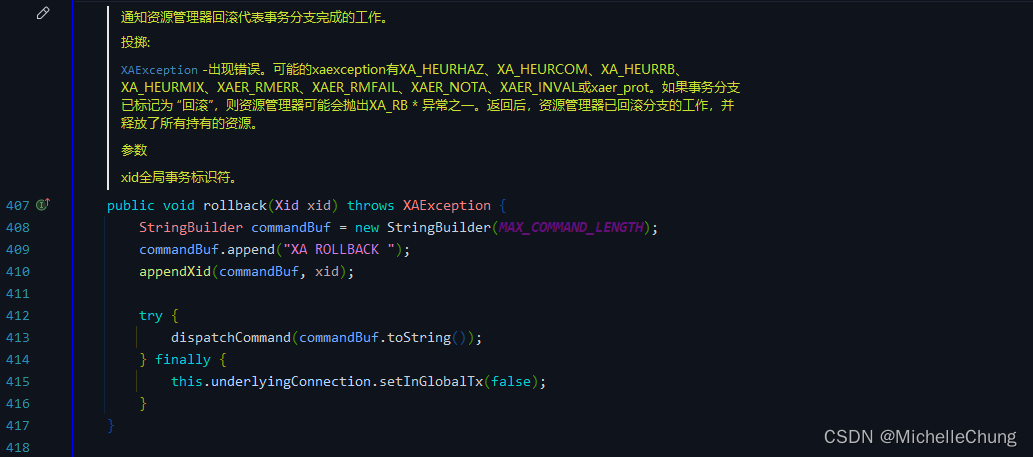 通知资源管理器回滚代表事务分支完成的工作。
投掷:
XAException -出现错误。可能的xaexception有XA_HEURHAZ、XA_HEURCOM、XA_HEURRB、
XA_HEURMIX、XAER_RMERR、XAER_RMFAIL、XAER_NOTA、XAER_INVAL或xaer_prot。如果事务分支
已标记为 “回滚”，则资源管理器可能会抛出XA_RB * 异常之一。返回后，资源管理器已回滚分支的工作，并
释放了所有持有的资源。
参数
xid全局事务标识符。
407 public void rollback(Xid xid) throws XAException {
408 StringBuilder commandBuf = new StringBuilder(MAX_COMMAND_LENGTH);
409 commandBuf.append("XA ROLLBACK ");
410 appendXid(commandBuf, xid);
411
412 try {
413 dispatchCommand(commandBuf.toString());
414 } finally {
415 this.underlyingConnection.setInGlobalTx(false);
416 }
417 }
418
CSDN @MichelleChung